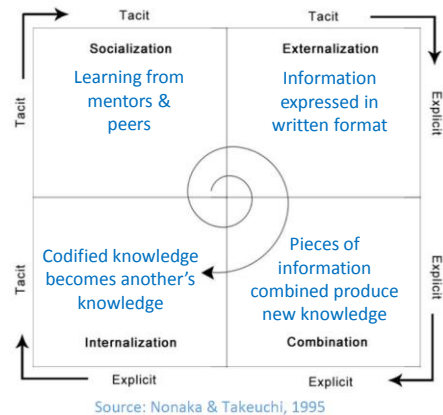 Tacit
Tacit
Socialization
Externalization
Learning from
mentors &
peers
Information
expressed in
written format
Tacit
Explicit
Codified knowledge
becomes another's
knowledge
Pieces of
information
combined produce
new knowledge
Tacit
Explicit
Internalization
Combination
Explicit
Explicit
Source: Nonaka & Takeuchi, 1995